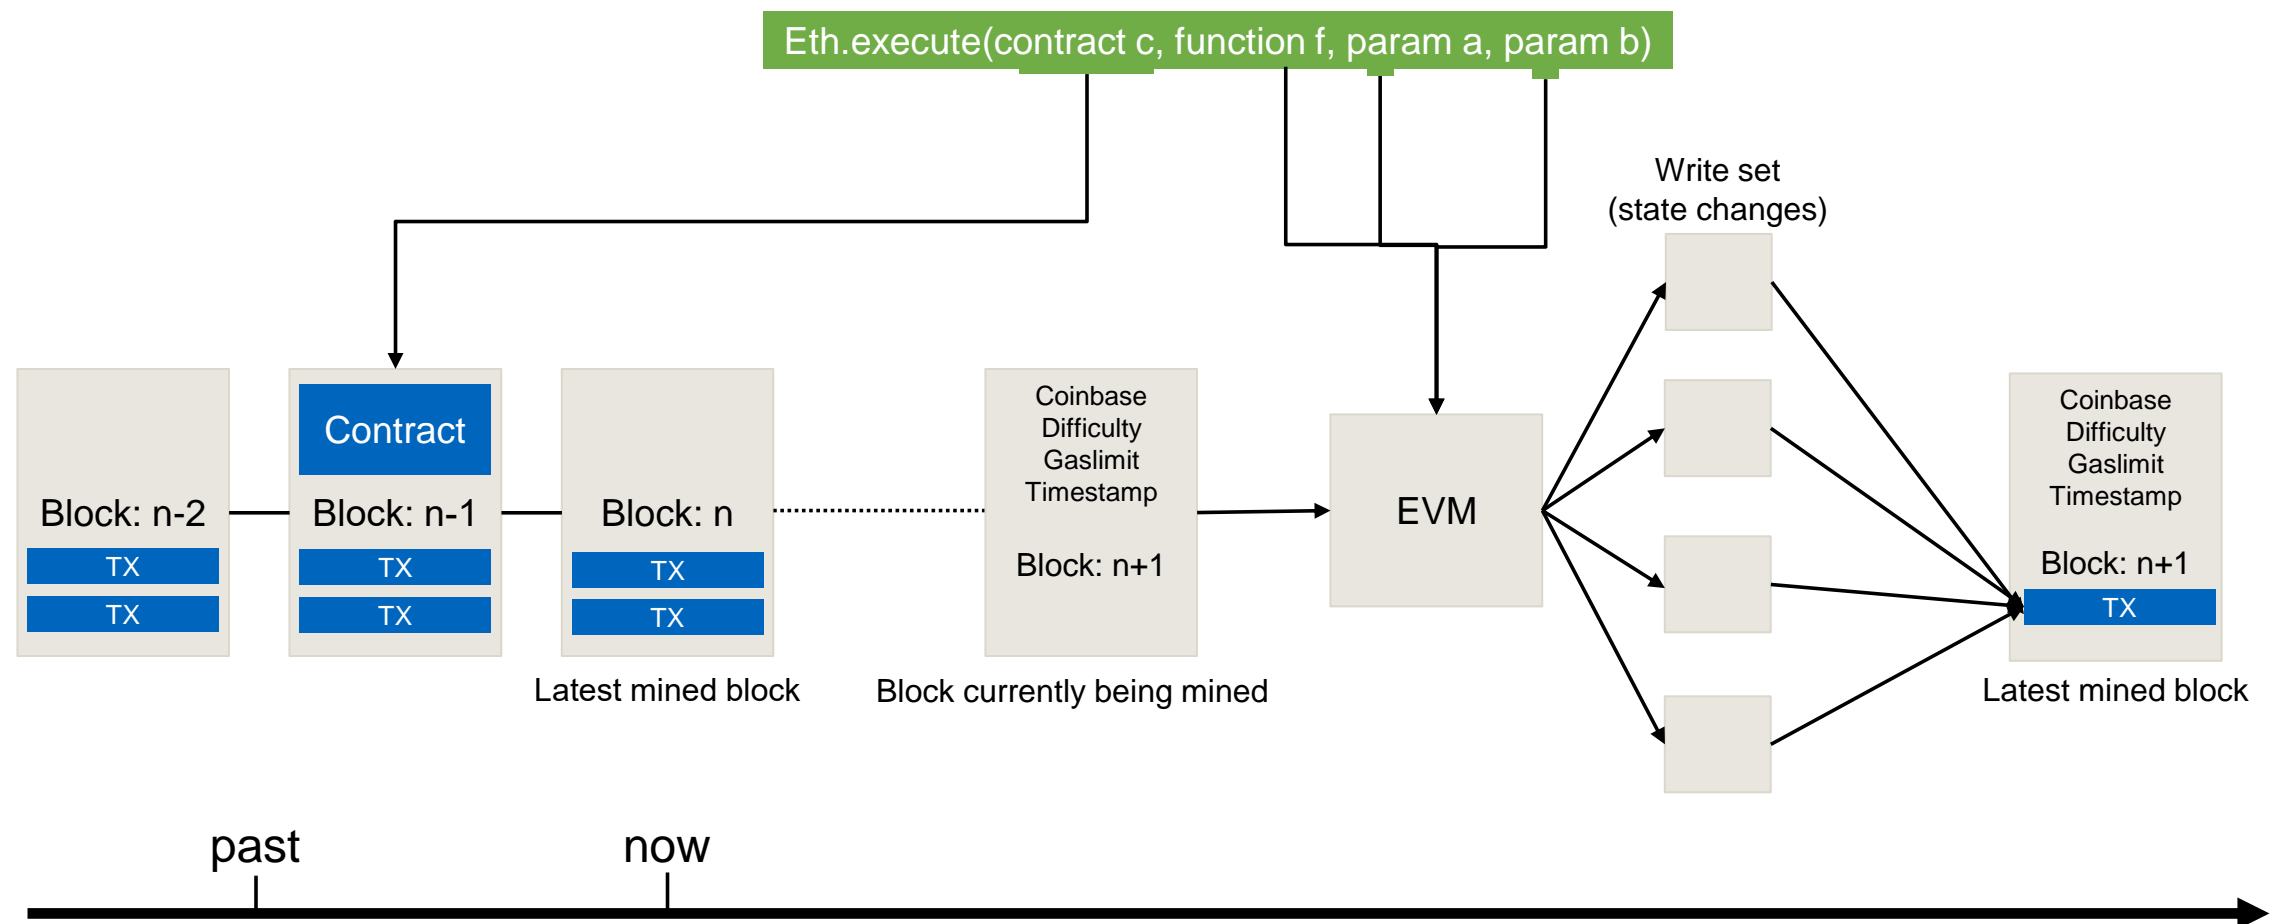 Eth.execute(contract c, function f, param a, param b)
Write set
(state changes)
Contract
Block: n-2
TX
TX
Block: n-1
TX
TX
Block: n
TX
TX
Latest mined block
Coinbase
Difficulty
Gaslimit
Timestamp
Block: n+1
Block currently being mined
EVM
Coinbase
Difficulty
Gaslimit
Timestamp
Block: n+1
TX
Latest mined block
past
now